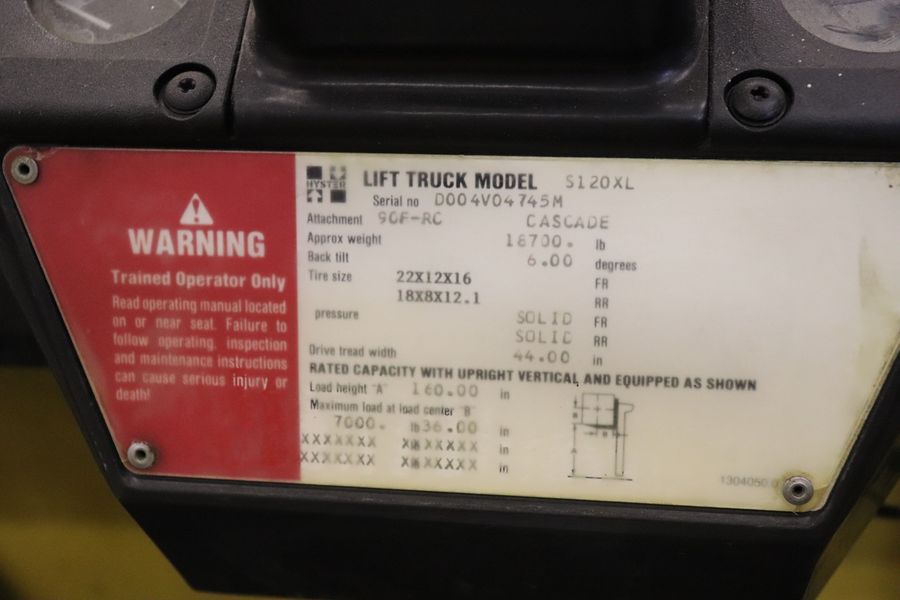 WARNING
Trained Operator Only
Read operating manual located
on or near seat. Failure to
follow operating, inspection
and maintenance instructions
can cause serious injury or
death!
HYSTER
LIFT TRUCK MODEL S120XL
Serial no D004V04745M
Attachment 90F-RC CASCADE
Approx weight 18700. lb
Back tilt 6.00 degrees
Tire size 22X12X16 FR
18X8X12.1 RR
pressure SOLID FR
SOLID RR
Drive tread width 44.00 in
RATED CAPACITY WITH UPRIGHT VERTICAL, AND EQUIPPED AS SHOWN
Load height "A" 160.00 in
Maximum load at load center "B"
7000. lb 36.00 in
XXXXXXX XXXXXX in
XXXXXXX XXXXXX in